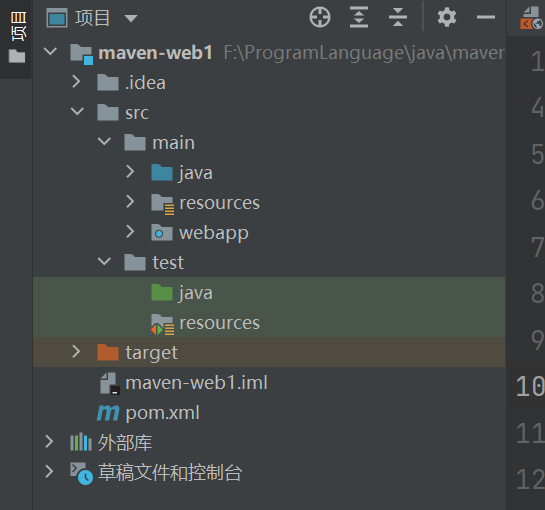 项目
项目
maven-web1 F:\ProgramLanguage\java\maven
.idea
src
main
java
resources
webapp
test
java
resources
target
maven-web1.iml
pom.xml
外部库
草稿文件和控制台
1
4
5
6
7
8
9
10
11
12